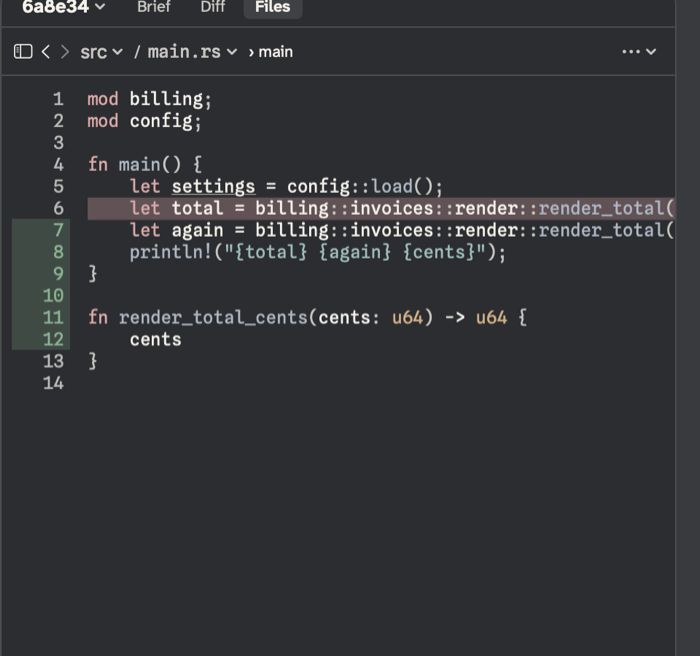 6a8e34 Brief Diff Files
src / main.rs › main ...
1 mod billing;
2 mod config;
3
4 fn main() {
5     let settings = config::load();
6     let total = billing::invoices::render::render_total(
7     let again = billing::invoices::render::render_total(
8     println!("{total} {again} {cents}");
9 }
10
11 fn render_total_cents(cents: u64) -> u64 {
12     cents
13 }
14